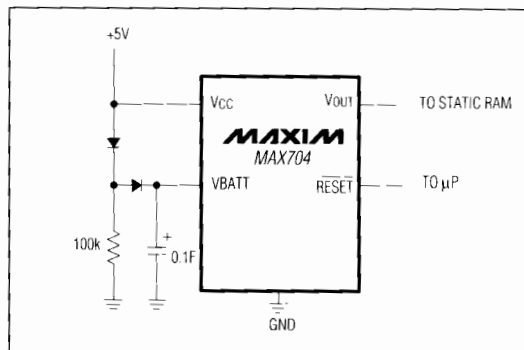 +5V
VCC
VOUT
TO STATIC RAM
MAXIM
MAX704
VBATT
RESET
TO µP
100k
+
0.1F
GND